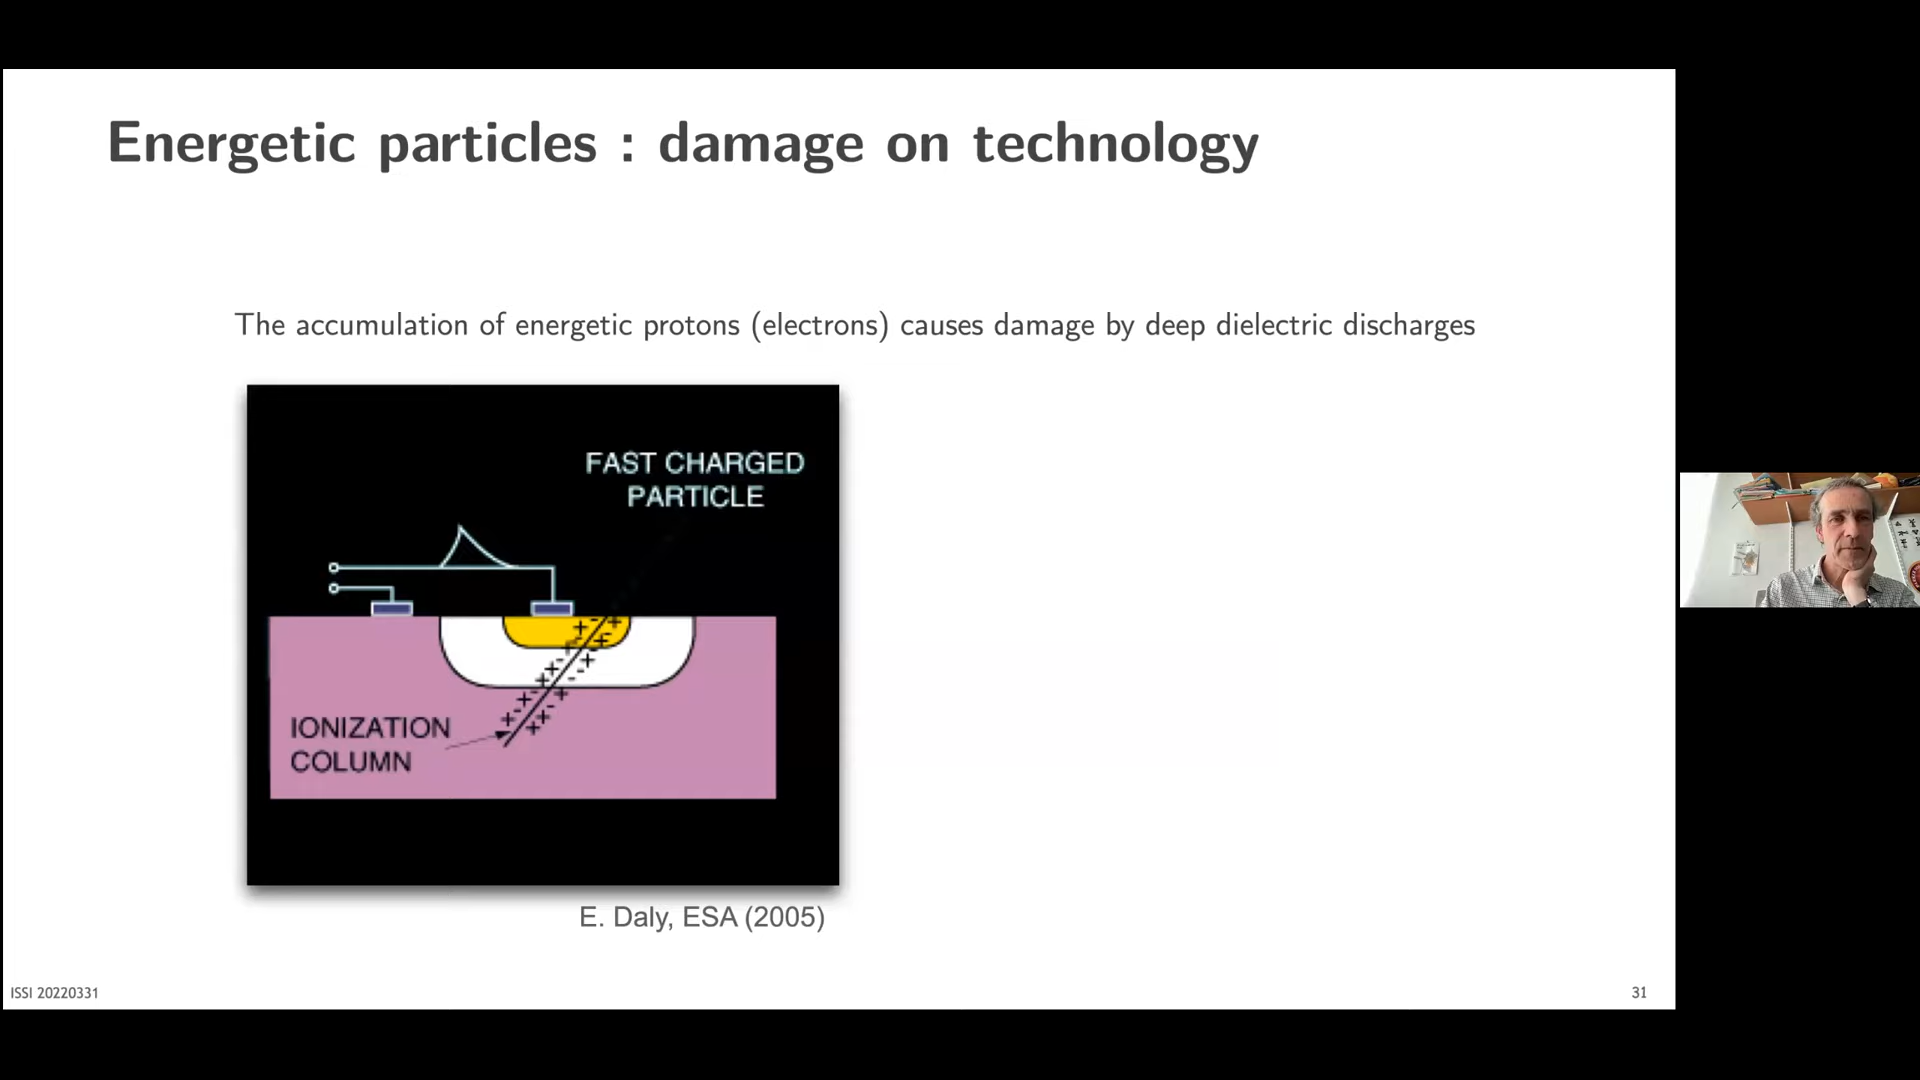 Energetic particles : damage on technology
The accumulation of energetic protons (electrons) causes damage by deep dielectric discharges
FAST CHARGED
PARTICLE
IONIZATION
COLUMN
E. Daly, ESA (2005)
ISSI 20220331
31